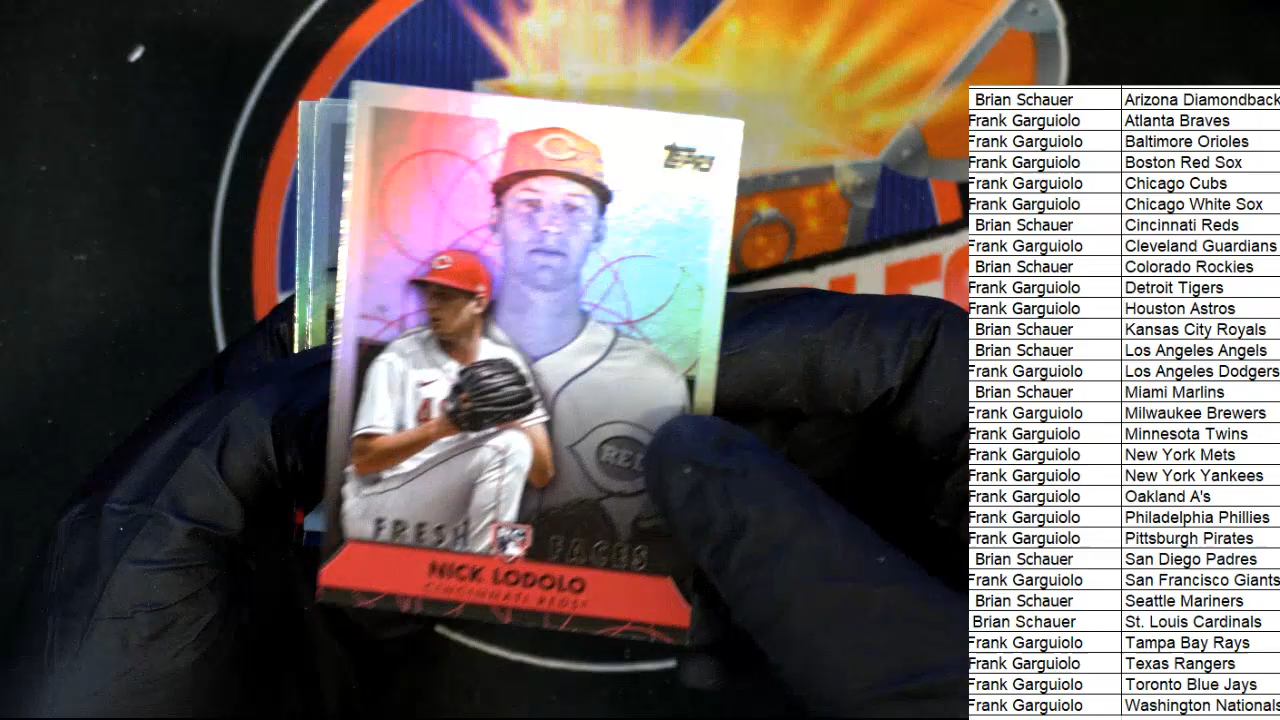 Topps
C
C
REDS
FRESH FACES
RC
NICK LODOLO
CINCINNATI REDS
Brian Schauer Arizona Diamondback
Frank Garguiolo Atlanta Braves
Frank Garguiolo Baltimore Orioles
Frank Garguiolo Boston Red Sox
Frank Garguiolo Chicago Cubs
Frank Garguiolo Chicago White Sox
Brian Schauer Cincinnati Reds
Frank Garguiolo Cleveland Guardians
Brian Schauer Colorado Rockies
Frank Garguiolo Detroit Tigers
Frank Garguiolo Houston Astros
Brian Schauer Kansas City Royals
Brian Schauer Los Angeles Angels
Frank Garguiolo Los Angeles Dodgers
Brian Schauer Miami Marlins
Frank Garguiolo Milwaukee Brewers
Frank Garguiolo Minnesota Twins
Frank Garguiolo New York Mets
Frank Garguiolo New York Yankees
Frank Garguiolo Oakland A's
Frank Garguiolo Philadelphia Phillies
Frank Garguiolo Pittsburgh Pirates
Brian Schauer San Diego Padres
Frank Garguiolo San Francisco Giants
Brian Schauer Seattle Mariners
Brian Schauer St. Louis Cardinals
Frank Garguiolo Tampa Bay Rays
Frank Garguiolo Texas Rangers
Frank Garguiolo Toronto Blue Jays
Frank Garguiolo Washington Nationals